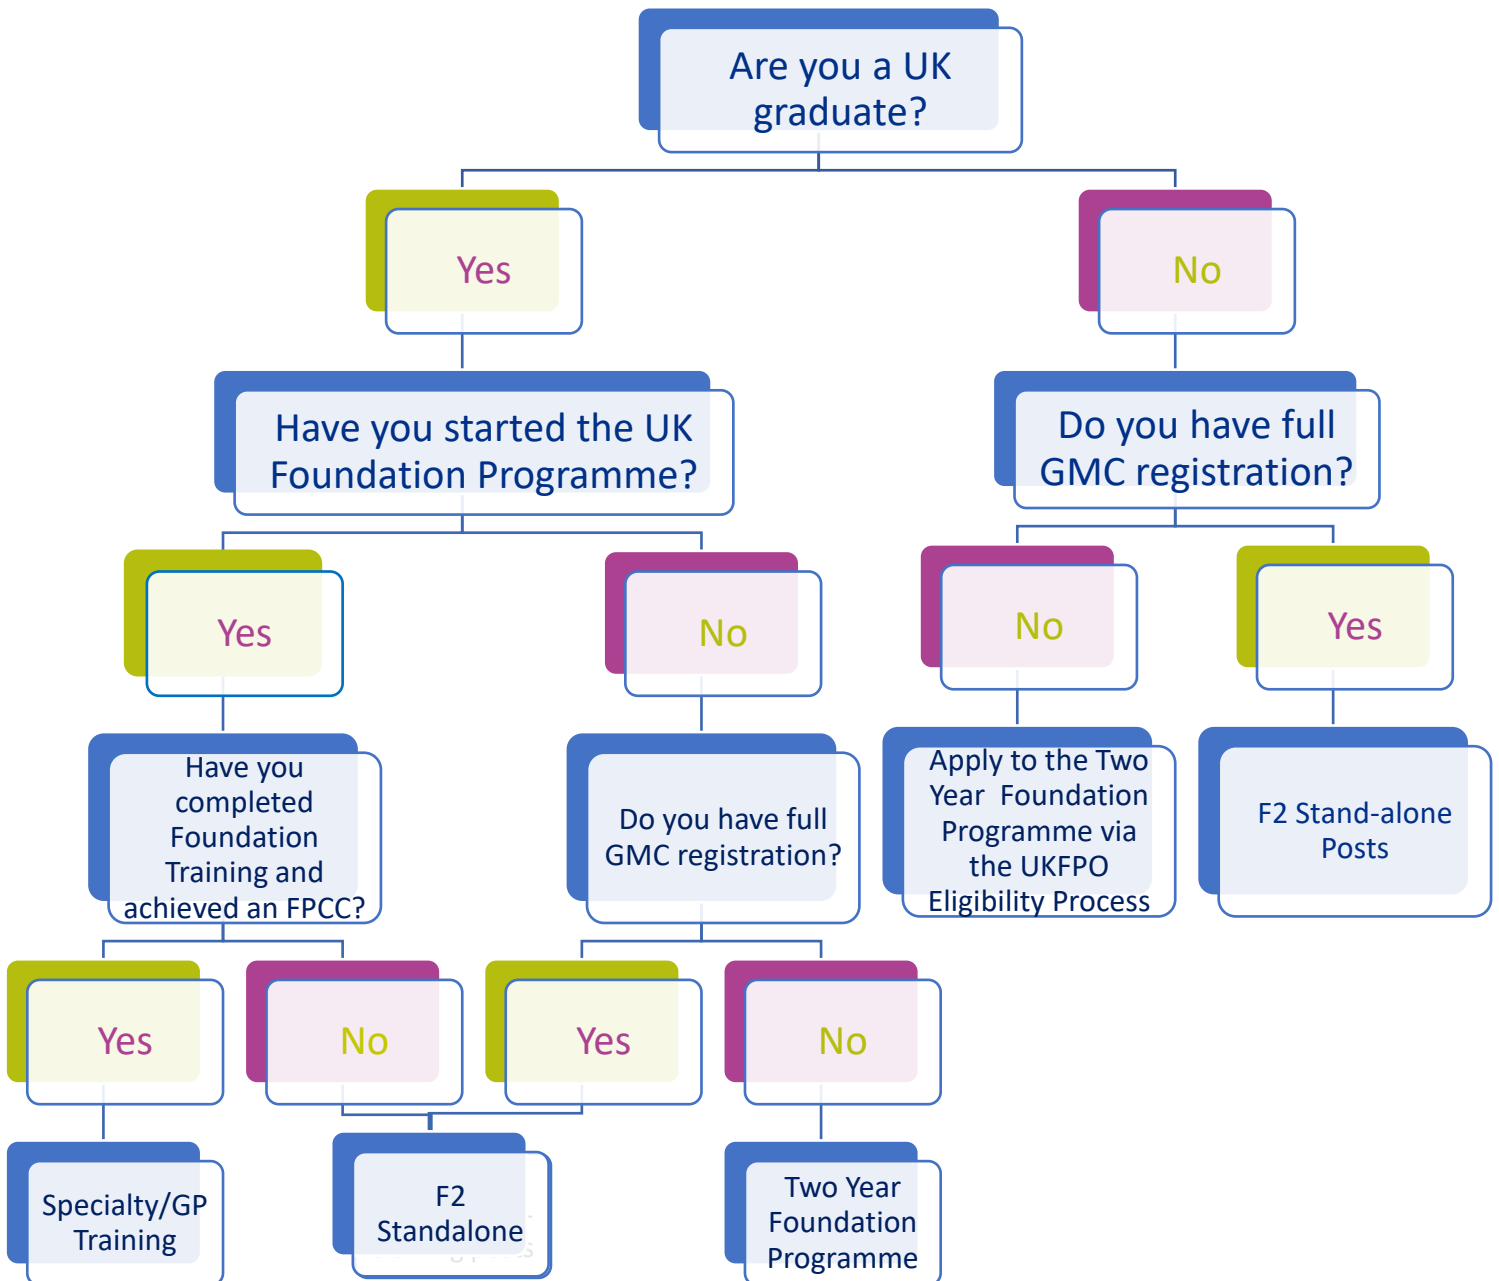 Are you a UK
graduate?
Yes
No
Have you started the UK
Foundation Programme?
Do you have full
GMC registration?
Yes
No
No
Yes
Have you
completed
Foundation
Training and
achieved an FPCC?
Do you have full
GMC registration?
Apply to the Two
Year Foundation
Programme via
the UKFPO
Eligibility Process
F2 Stand-alone
Posts
Yes
No
Yes
No
Specialty/GP
Training
F2
Standalone
Two Year
Foundation
Programme